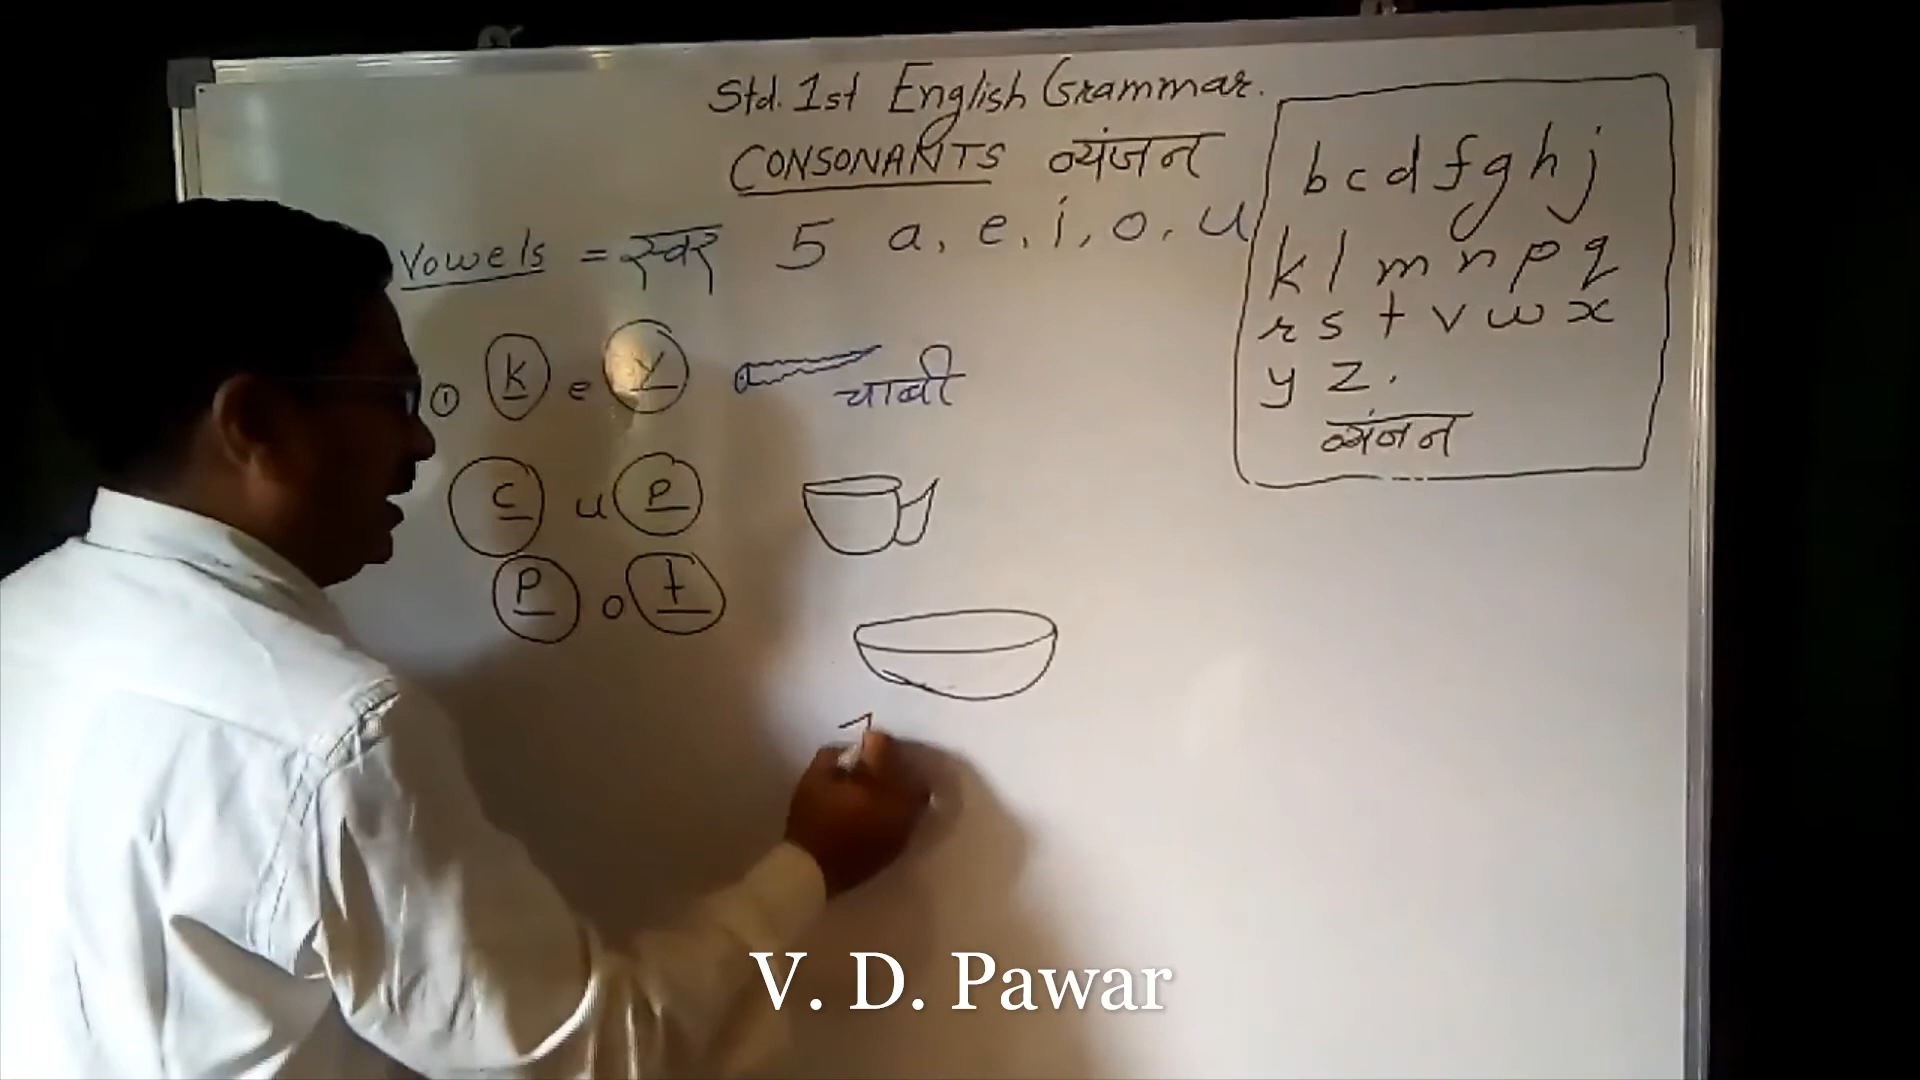 Std. 1st English Grammar.
CONSONANTS व्यंजन
Vowels = स्वर 5 a, e, i, o, u
① k e y चाबी
c u p
p o t
b c d f g h j
k l m n p q
r s t v w x
y z.
व्यंजन
V. D. Pawar